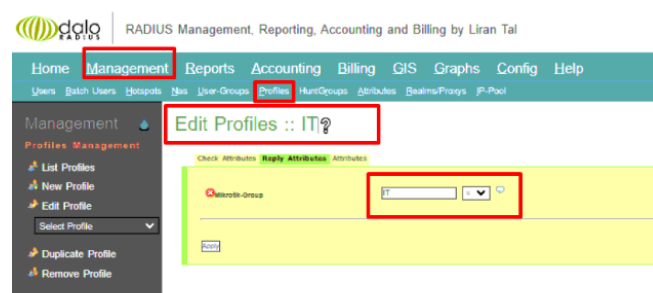 dalo RADIUS RADIUS Management, Reporting, Accounting and Billing by Liran Tal
Home Management Reports Accounting Billing GIS Graphs Config Help
Users Batch Users Hotspots Nas User-Groups Profiles HuntGroups Attributes Realms/Proxys IP-Pool
Management
Profiles Management
List Profiles
New Profile
Edit Profile
Select Profile
Duplicate Profile
Remove Profile
Edit Profiles :: IT
Check Attributes Reply Attributes Attributes
Mikrotik-Group IT =
Apply